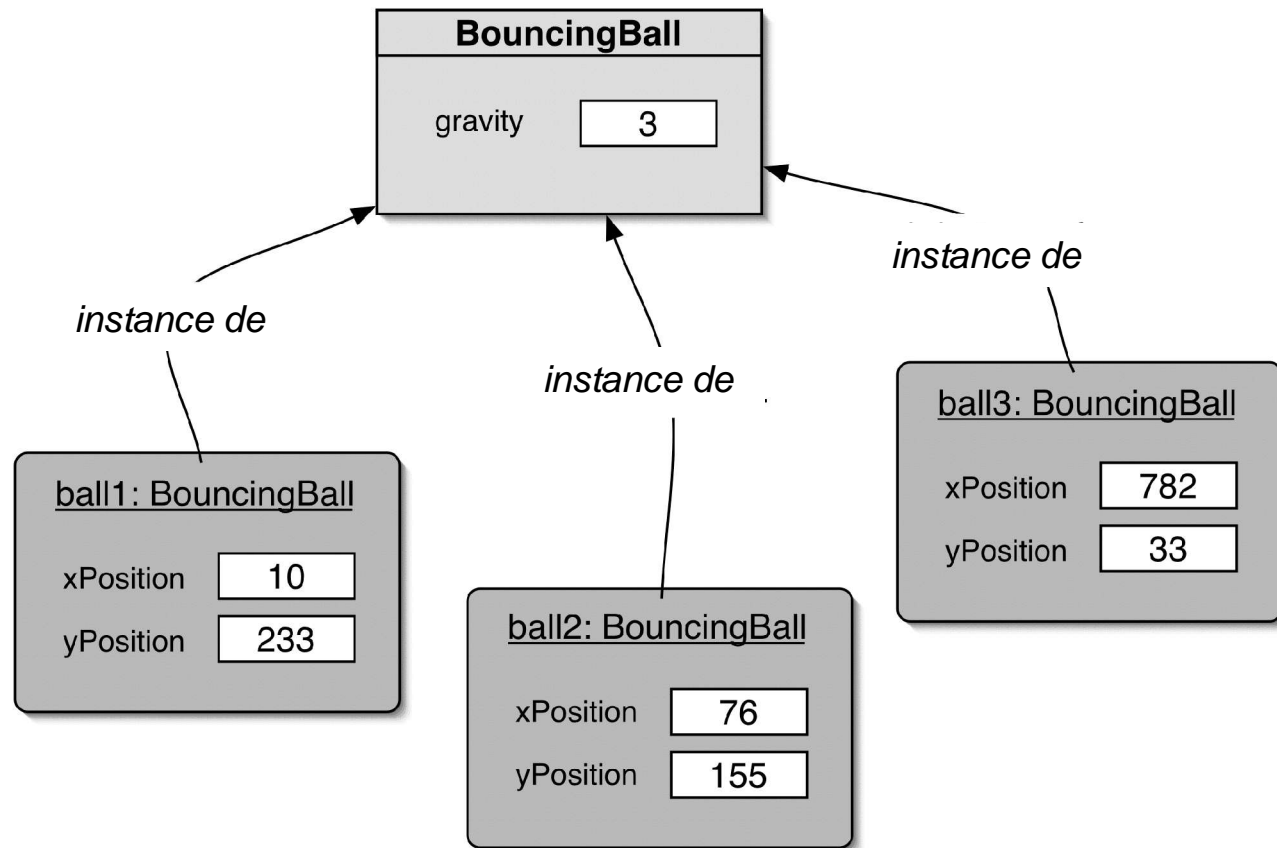 BouncingBall
gravity 3
instance de
instance de
instance de
ball1: BouncingBall
xPosition 10
yPosition 233
ball2: BouncingBall
xPosition 76
yPosition 155
ball3: BouncingBall
xPosition 782
yPosition 33